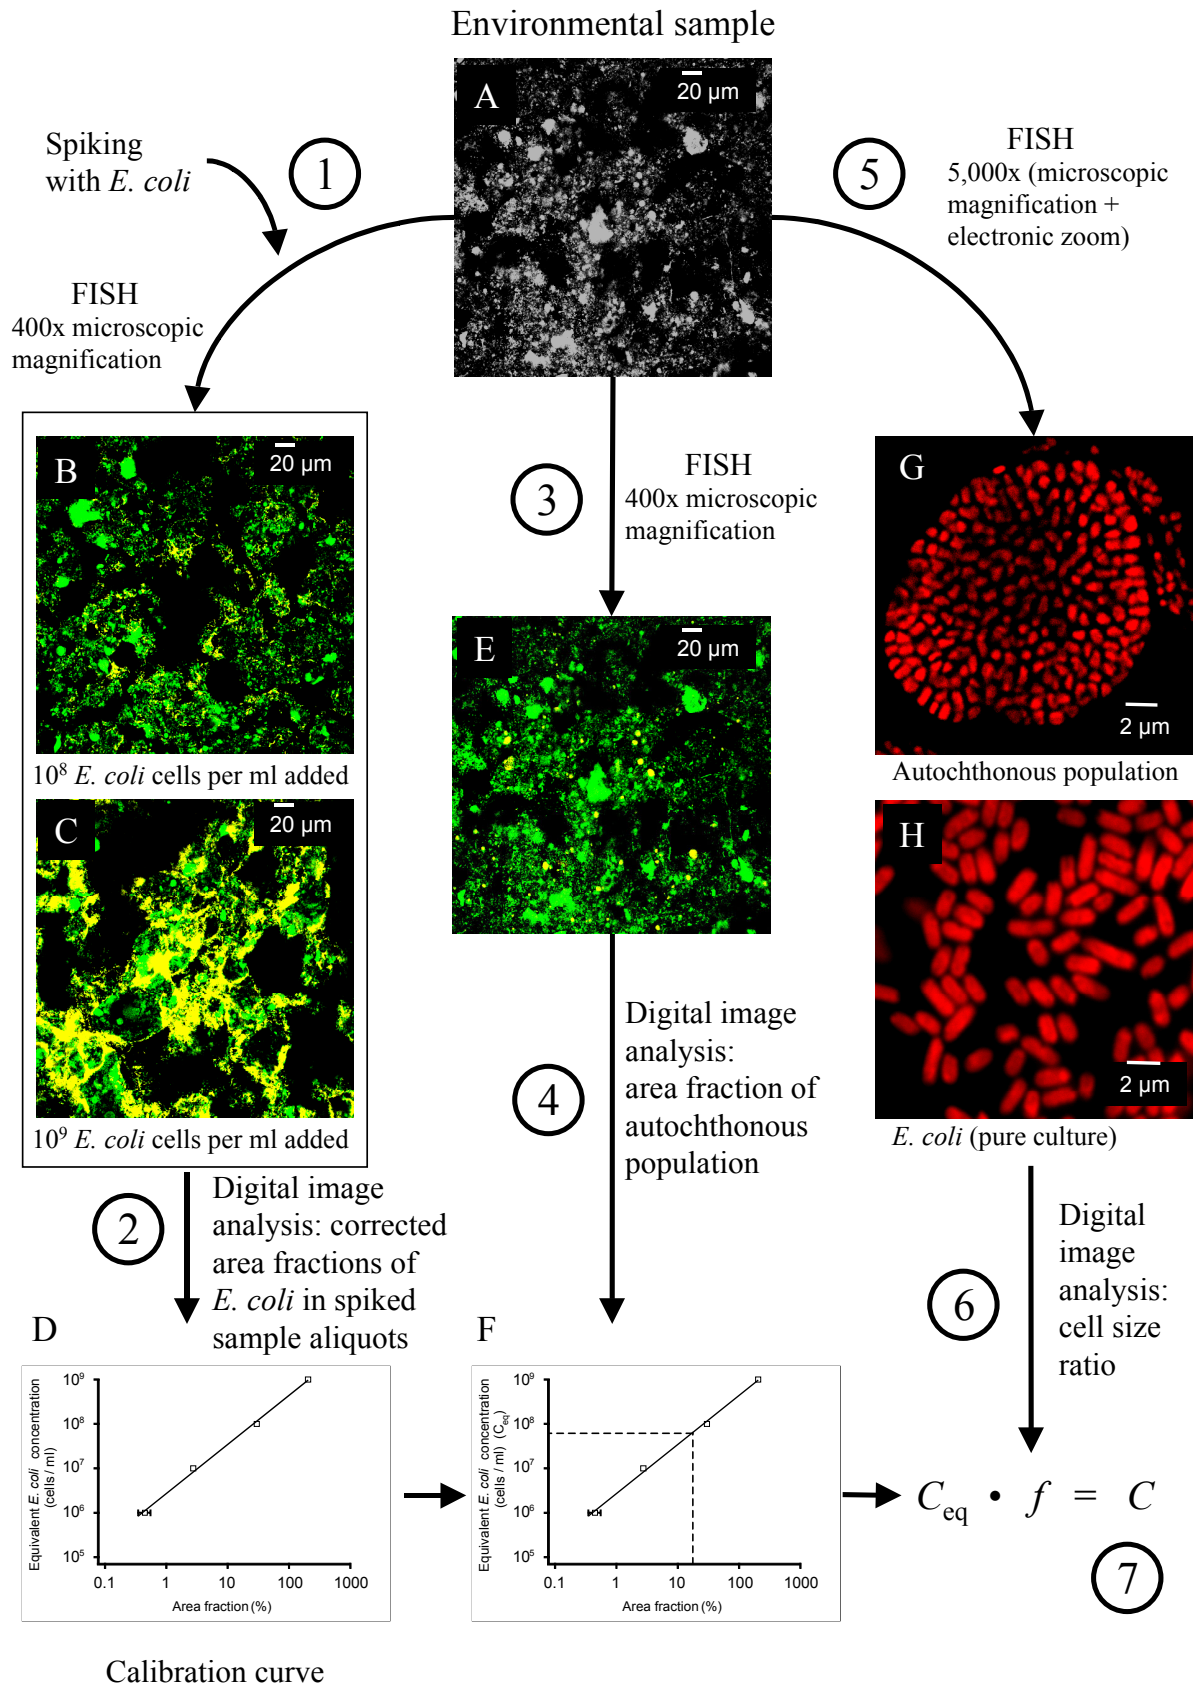 Environmental sample
A
20 µm
Spiking
with E. coli
1
FISH
400x microscopic
magnification
5
FISH
5,000x (microscopic
magnification +
electronic zoom)
B
20 µm
10⁸ E. coli cells per ml added
C
20 µm
10⁹ E. coli cells per ml added
3
FISH
400x microscopic
magnification
E
20 µm
G
2 µm
Autochthonous population
H
2 µm
E. coli (pure culture)
2
Digital image
analysis: corrected
area fractions of
E. coli in spiked
sample aliquots
4
Digital image
analysis:
area fraction of
autochthonous
population
6
Digital
image
analysis:
cell size
ratio
D
Equivalent E. coli concentration
(cells / ml)
10⁹
10⁸
10⁷
10⁶
10⁵
0.1 1 10 100 1000
Area fraction (%)
Calibration curve
F
Equivalent E. coli concentration
(cells / ml) (Ceq)
10⁹
10⁸
10⁷
10⁶
10⁵
0.1 1 10 100 1000
Area fraction (%)
Ceq • f = C
7